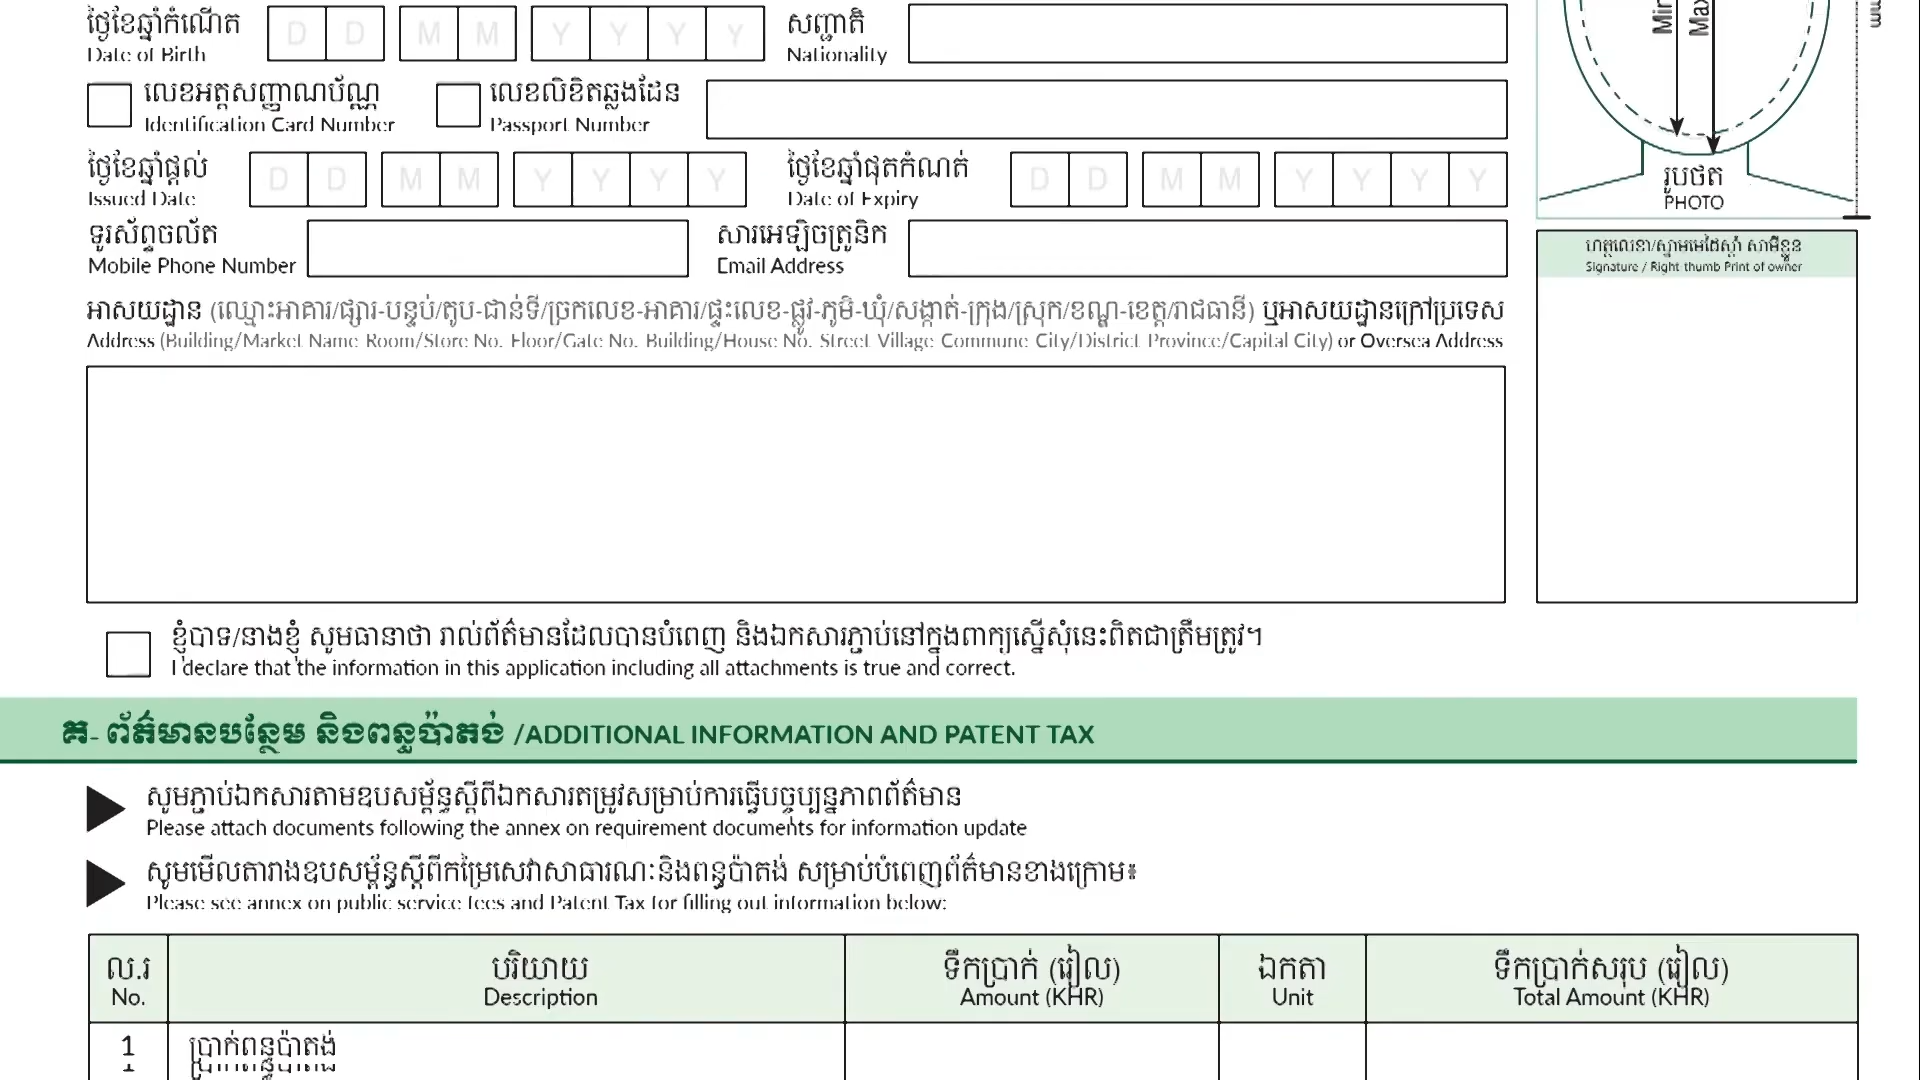 ថ្ងៃខែឆ្នាំកំណើត D D M M Y Y Y Y សញ្ជាតិ
Date of Birth Nationality
លេខអត្តសញ្ញាណប័ណ្ណ លេខលិខិតឆ្លងដែន
Identification Card Number Passport Number
ថ្ងៃខែឆ្នាំផ្តល់ D D M M Y Y Y Y ថ្ងៃខែឆ្នាំផុតកំណត់ D D M M Y Y Y Y
Issued Date Date of Expiry
រូបថត
PHOTO
ទូរស័ព្ទចល័ត សារអេឡិចត្រូនិក
Mobile Phone Number Email Address
ហត្ថលេខា/ស្នាមមេដៃស្តាំ សាមីខ្លួន
Signature / Right thumb Print of owner
អាសយដ្ឋាន (ឈ្មោះអាគារ/ផ្សារ-បន្ទប់/តូប-ជាន់ទី/ច្រកលេខ-អាគារ/ផ្ទះលេខ-ផ្លូវ-ភូមិ-ឃុំ/សង្កាត់-ក្រុង/ស្រុក/ខណ្ឌ-ខេត្ត/រាជធានី) ឬអាសយដ្ឋានក្រៅប្រទេស
Address (Building/Market Name Room/Store No. Floor/Gate No. Building/House No. Street Village Commune City/District Province/Capital City) or Oversea Address
ខ្ញុំបាទ/នាងខ្ញុំ សូមធានាថា រាល់ព័ត៌មានដែលបានបំពេញ និងឯកសារភ្ជាប់នៅក្នុងពាក្យស្នើសុំនេះពិតជាត្រឹមត្រូវ។
I declare that the information in this application including all attachments is true and correct.
គ- ព័ត៌មានបន្ថែម និងពន្ធប៉ាតង់ /ADDITIONAL INFORMATION AND PATENT TAX
សូមភ្ជាប់ឯកសារតាមឧបសម្ព័ន្ធស្តីពីឯកសារតម្រូវសម្រាប់ការធ្វើបច្ចុប្បន្នភាពព័ត៌មាន
Please attach documents following the annex on requirement documents for information update
សូមមើលតារាងឧបសម្ព័ន្ធស្តីពីកម្រៃសេវាសាធារណៈនិងពន្ធប៉ាតង់ សម្រាប់បំពេញព័ត៌មានខាងក្រោម៖
Please see annex on public service fees and Patent Tax for filling out information below:
ល.រ បរិយាយ ទឹកប្រាក់ (រៀល) ឯកតា ទឹកប្រាក់សរុប (រៀល)
No. Description Amount (KHR) Unit Total Amount (KHR)
1 ប្រាក់ពន្ធប៉ាតង់